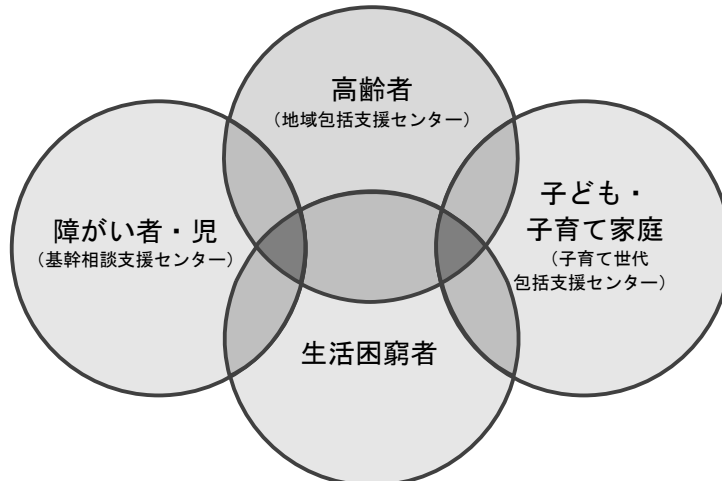 高齢者
（地域包括支援センター）
障がい者・児
（基幹相談支援センター）
子ども・
子育て家庭
（子育て世代
包括支援センター）
生活困窮者